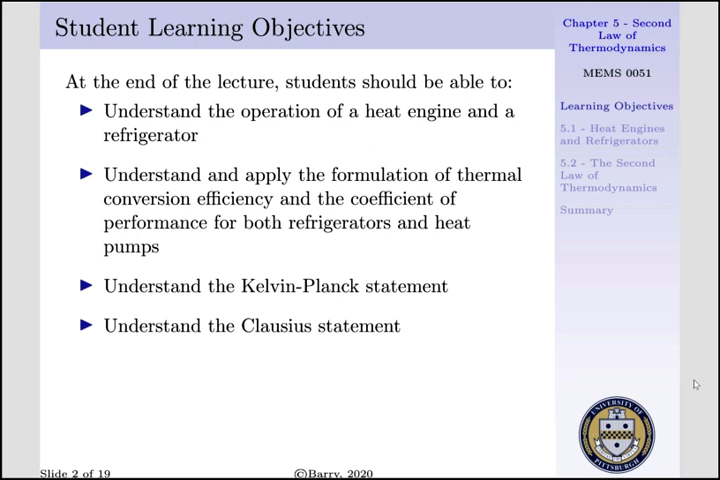 Student Learning Objectives
At the end of the lecture, students should be able to:
Understand the operation of a heat engine and a
refrigerator
Understand and apply the formulation of thermal
conversion efficiency and the coefficient of
performance for both refrigerators and heat
pumps
Understand the Kelvin-Planck statement
Understand the Clausius statement
Chapter 5 - Second
Law of
Thermodynamics
MEMS 0051
Learning Objectives
5.1 - Heat Engines
and Refrigerators
5.2 - The Second
Law of
Thermodynamics
Summary
UNIVERSITY OF
PITTSBURGH
Slide 2 of 19
©Barry, 2020